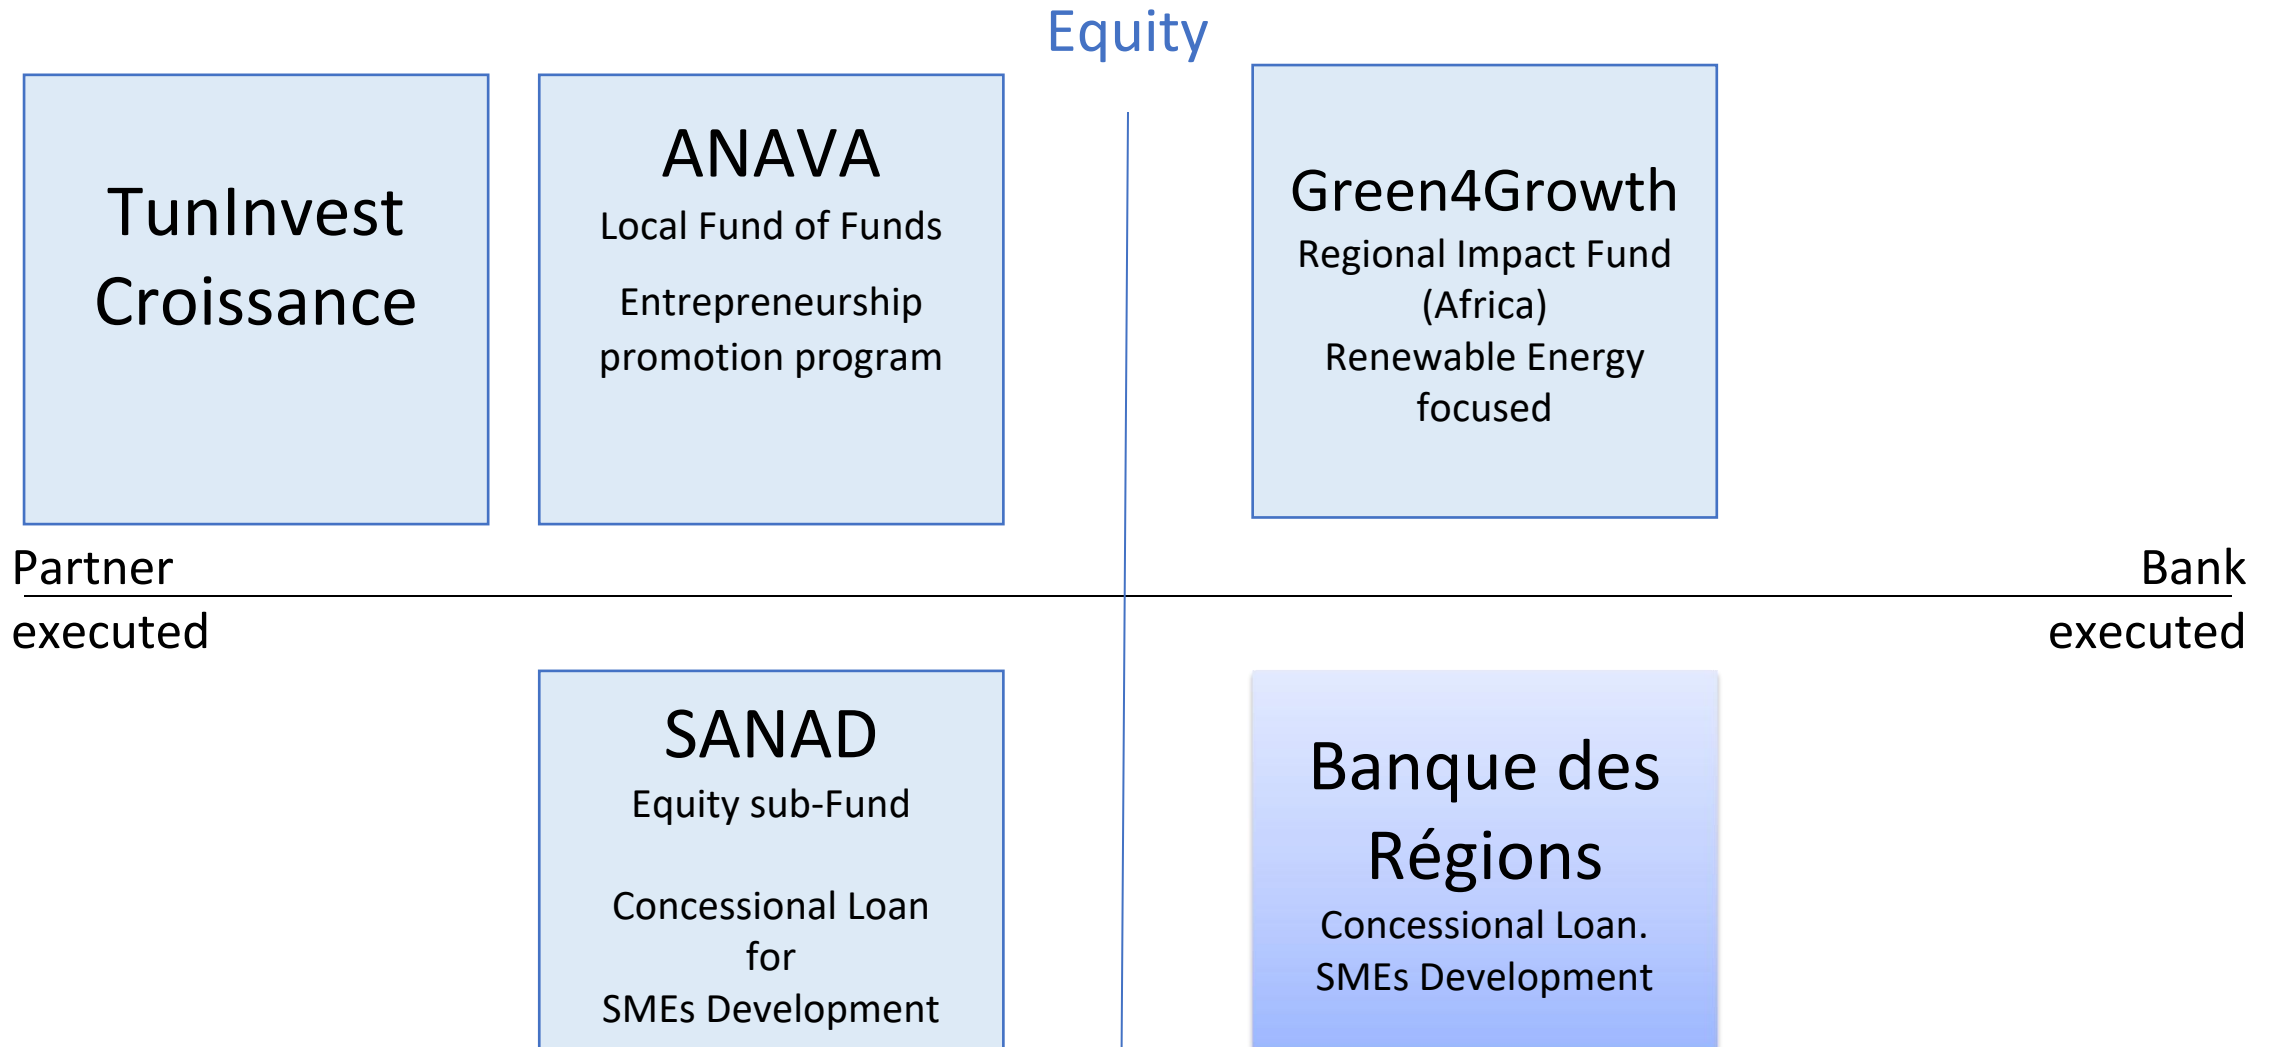 Equity
TunInvest
Croissance
ANAVA
Local Fund of Funds
Entrepreneurship
promotion program
Green4Growth
Regional Impact Fund
(Africa)
Renewable Energy
focused
Partner
executed
Bank
executed
SANAD
Equity sub-Fund
Concessional Loan
for
SMEs Development
Banque des
Régions
Concessional Loan.
SMEs Development